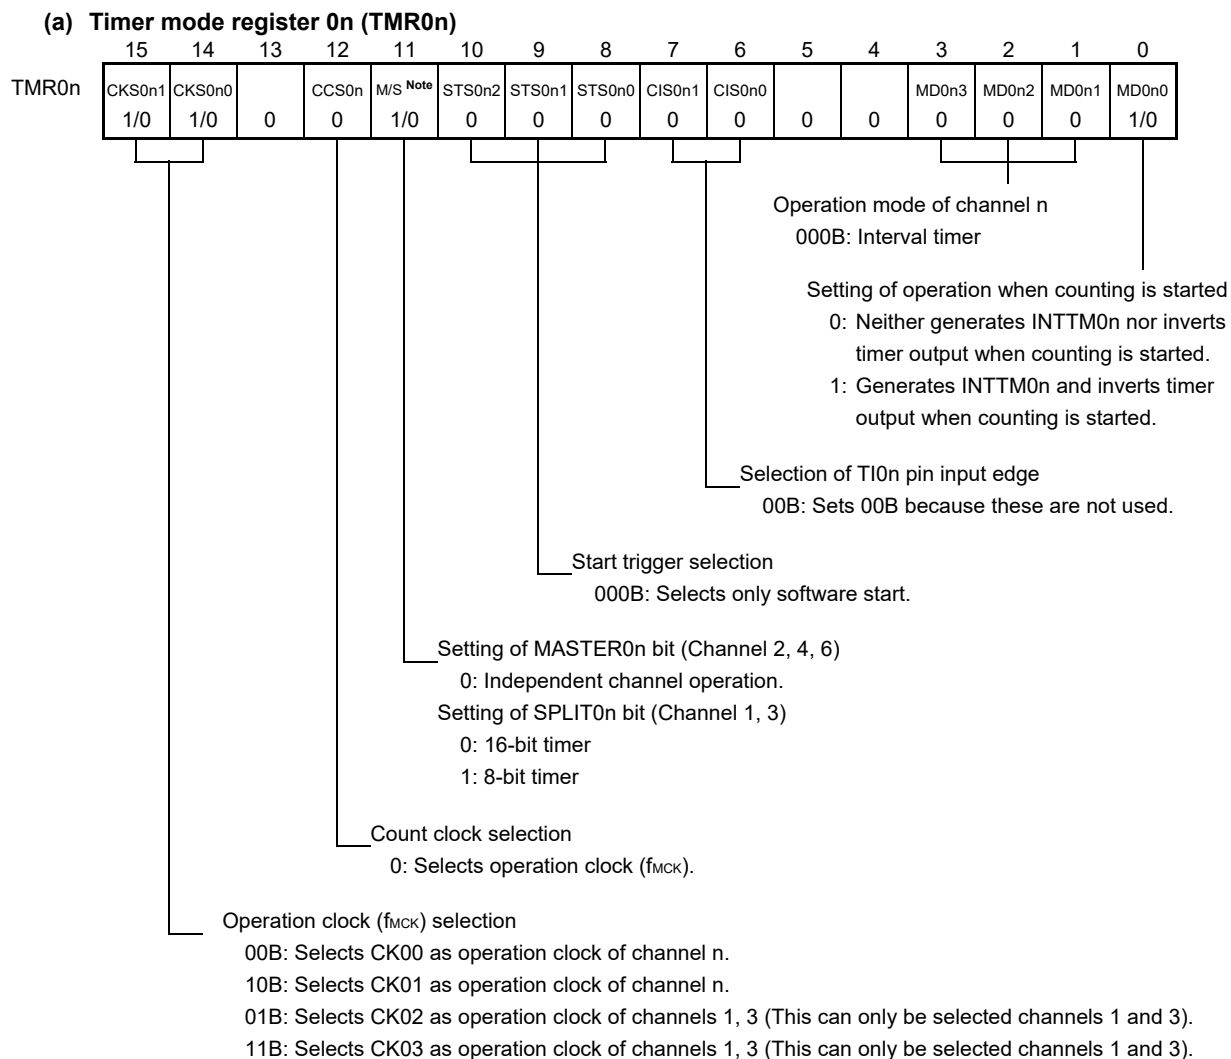 (a) Timer mode register 0n (TMR0n)
15 14 13 12 11 10 9 8 7 6 5 4 3 2 1 0
TMR0n CKS0n1 CKS0n0 CCS0n M/S Note STS0n2 STS0n1 STS0n0 CIS0n1 CIS0n0 MD0n3 MD0n2 MD0n1 MD0n0
1/0 1/0 0 0 1/0 0 0 0 0 0 0 0 0 0 0 1/0
Operation mode of channel n
000B: Interval timer
Setting of operation when counting is started
0: Neither generates INTTM0n nor inverts
timer output when counting is started.
1: Generates INTTM0n and inverts timer
output when counting is started.
Selection of TI0n pin input edge
00B: Sets 00B because these are not used.
Start trigger selection
000B: Selects only software start.
Setting of MASTER0n bit (Channel 2, 4, 6)
0: Independent channel operation.
Setting of SPLIT0n bit (Channel 1, 3)
0: 16-bit timer
1: 8-bit timer
Count clock selection
0: Selects operation clock (fMCK).
Operation clock (fMCK) selection
00B: Selects CK00 as operation clock of channel n.
10B: Selects CK01 as operation clock of channel n.
01B: Selects CK02 as operation clock of channels 1, 3 (This can only be selected channels 1 and 3).
11B: Selects CK03 as operation clock of channels 1, 3 (This can only be selected channels 1 and 3).